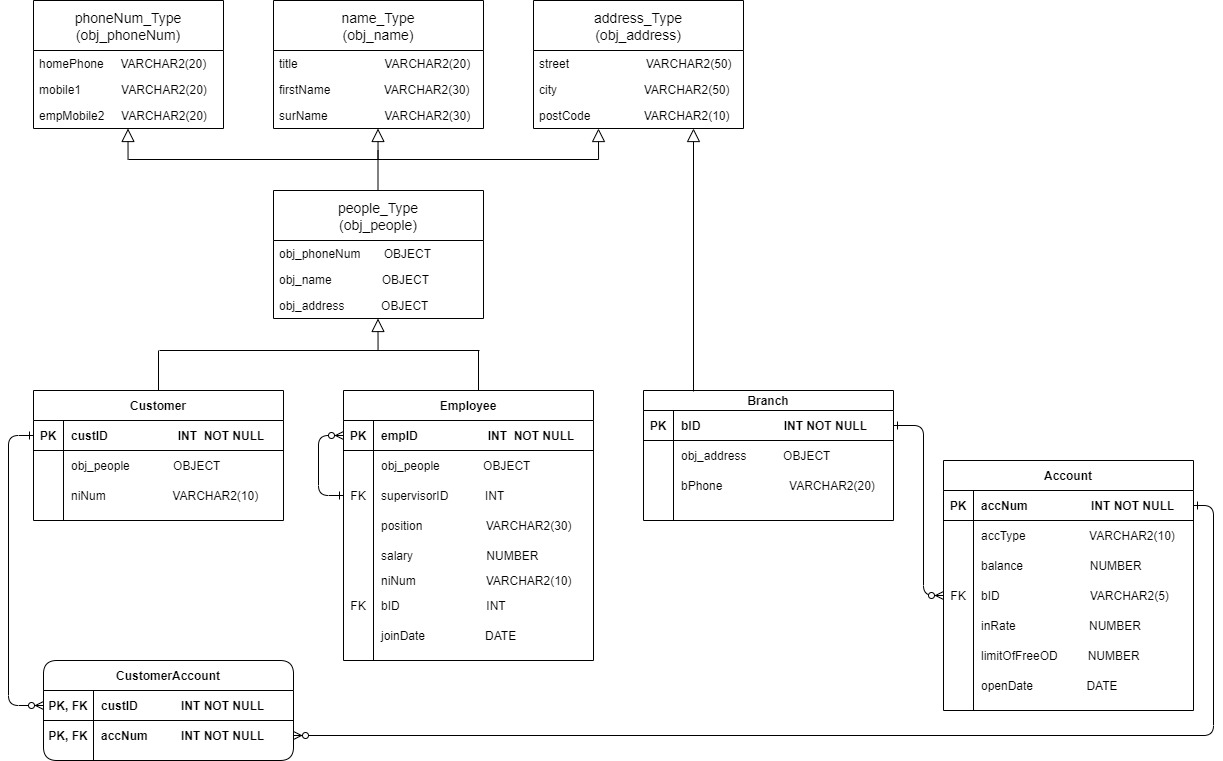 phoneNum_Type
(obj_phoneNum)
homePhone VARCHAR2(20)
mobile1 VARCHAR2(20)
empMobile2 VARCHAR2(20)
name_Type
(obj_name)
title VARCHAR2(20)
firstName VARCHAR2(30)
surName VARCHAR2(30)
address_Type
(obj_address)
street VARCHAR2(50)
city VARCHAR2(50)
postCode VARCHAR2(10)
people_Type
(obj_people)
obj_phoneNum OBJECT
obj_name OBJECT
obj_address OBJECT
Customer
PK custID INT NOT NULL
obj_people OBJECT
niNum VARCHAR2(10)
Employee
PK empID INT NOT NULL
obj_people OBJECT
FK supervisorID INT
position VARCHAR2(30)
salary NUMBER
niNum VARCHAR2(10)
FK bID INT
joinDate DATE
Branch
PK bID INT NOT NULL
obj_address OBJECT
bPhone VARCHAR2(20)
Account
PK accNum INT NOT NULL
accType VARCHAR2(10)
balance NUMBER
FK bID VARCHAR2(5)
inRate NUMBER
limitOfFreeOD NUMBER
openDate DATE
CustomerAccount
PK, FK custID INT NOT NULL
PK, FK accNum INT NOT NULL